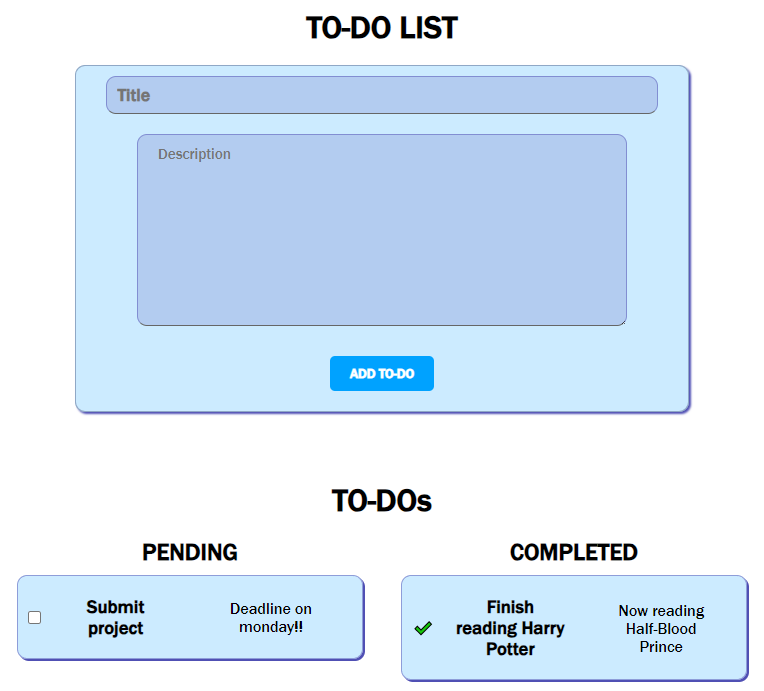 TO-DO LIST
Title
Description
ADD TO-DO
TO-DOs
PENDING
Submit
project
Deadline on
monday!!
COMPLETED
Finish
reading Harry
Potter
Now reading
Half-Blood
Prince